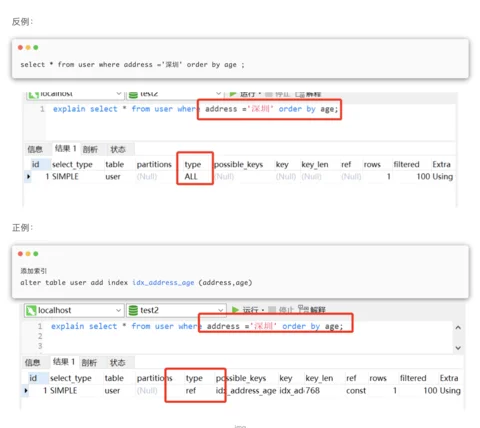 反例：
select * from user where address ='深圳' order by age ;
localhost test2 运行· 停止 解释
1 explain select * from user where address ='深圳' order by age;
信息 结果 1 剖析 状态
id select_type table partitions type possible_keys key key_len ref rows filtered Extra
1 SIMPLE user (Null) ALL (Null) (Null) (Null) (Null) 1 100 Using
正例：
添加索引
alter table user add index idx_address_age (address,age)
localhost test2 运行· 停止 解释
1 explain select * from user where address ='深圳' order by age;
2
3
信息 结果 1 剖析 状态
id select_type table partitions type possible_keys key key_len ref rows filtered Extra
1 SIMPLE user (Null) ref idx_address_age idx_ad 768 const 1 100 Using